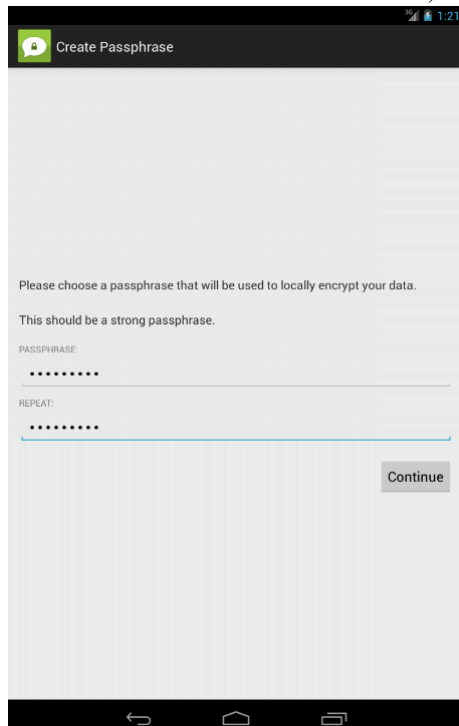 3G 1:21
Create Passphrase
Please choose a passphrase that will be used to locally encrypt your data.
This should be a strong passphrase.
PASSPHRASE:
•••••••••
REPEAT:
•••••••••
Continue